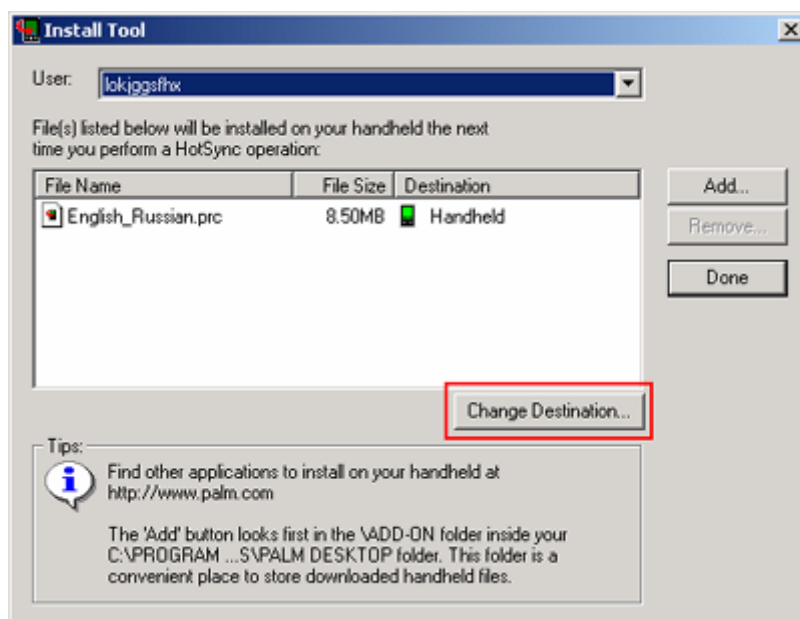 Install Tool
User: lokjggsfhx
File(s) listed below will be installed on your handheld the next
time you perform a HotSync operation:
File Name File Size Destination
English_Russian.prc 8.50MB Handheld
Add...
Remove...
Done
Change Destination...
Tips:
Find other applications to install on your handheld at
http://www.palm.com
The 'Add' button looks first in the \ADD-ON folder inside your
C:\PROGRAM ...S\PALM DESKTOP folder. This folder is a
convenient place to store downloaded handheld files.